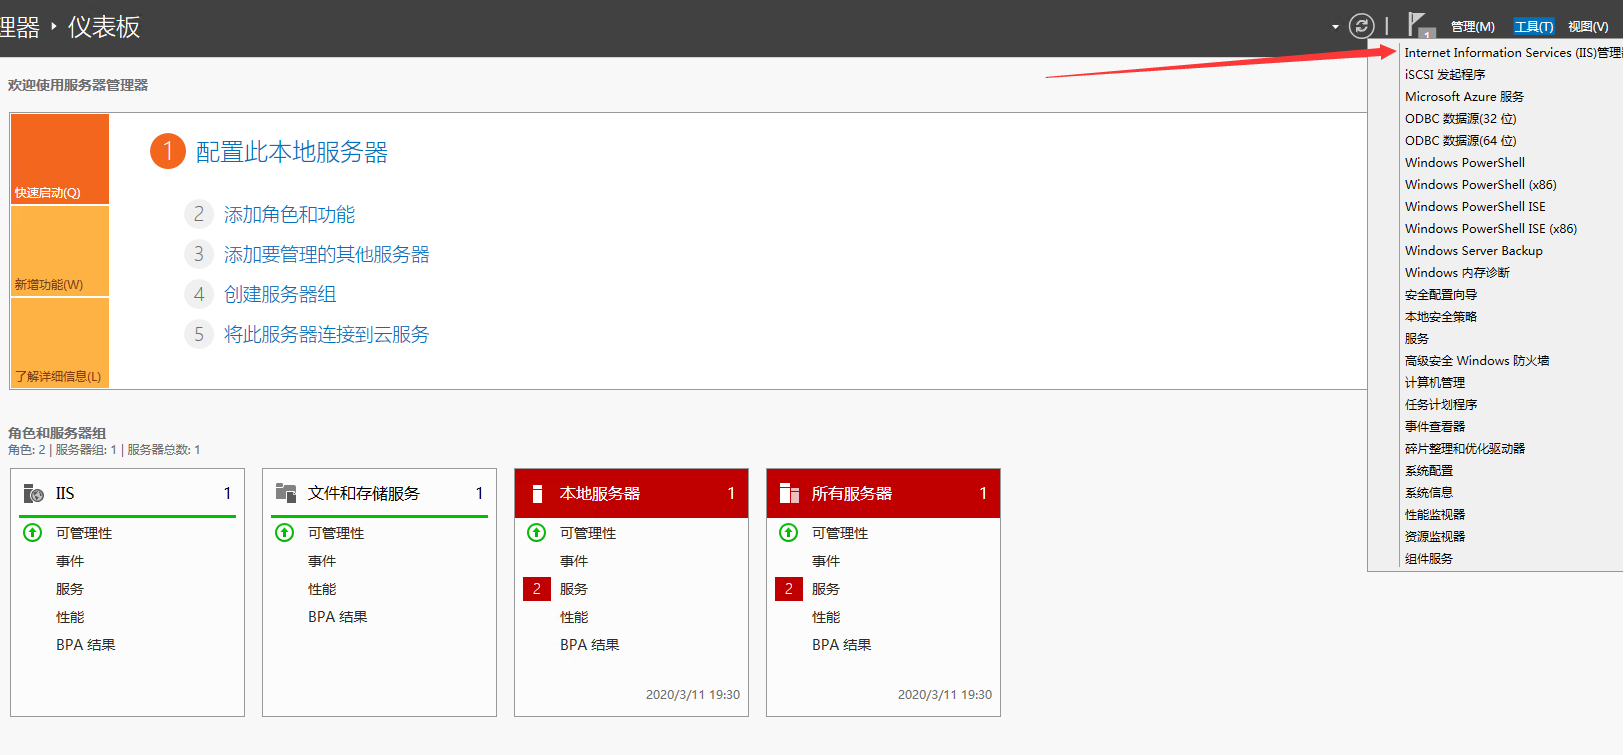 理器 ‣ 仪表板
1
管理(M) 工具(T) 视图(V)
Internet Information Services (IIS)管理
iSCSI 发起程序
Microsoft Azure 服务
ODBC 数据源(32 位)
ODBC 数据源(64 位)
Windows PowerShell
Windows PowerShell (x86)
Windows PowerShell ISE
Windows PowerShell ISE (x86)
Windows Server Backup
Windows 内存诊断
安全配置向导
本地安全策略
服务
高级安全 Windows 防火墙
计算机管理
任务计划程序
事件查看器
碎片整理和优化驱动器
系统配置
系统信息
性能监视器
资源监视器
组件服务
欢迎使用服务器管理器
快速启动(Q)
新增功能(W)
了解详细信息(L)
1 配置此本地服务器
2 添加角色和功能
3 添加要管理的其他服务器
4 创建服务器组
5 将此服务器连接到云服务
角色和服务器组
角色: 2 | 服务器组: 1 | 服务器总数: 1
IIS 1
可管理性
事件
服务
性能
BPA 结果
文件和存储服务 1
可管理性
事件
性能
BPA 结果
本地服务器 1
可管理性
事件
2 服务
性能
BPA 结果
2020/3/11 19:30
所有服务器 1
可管理性
事件
2 服务
性能
BPA 结果
2020/3/11 19:30